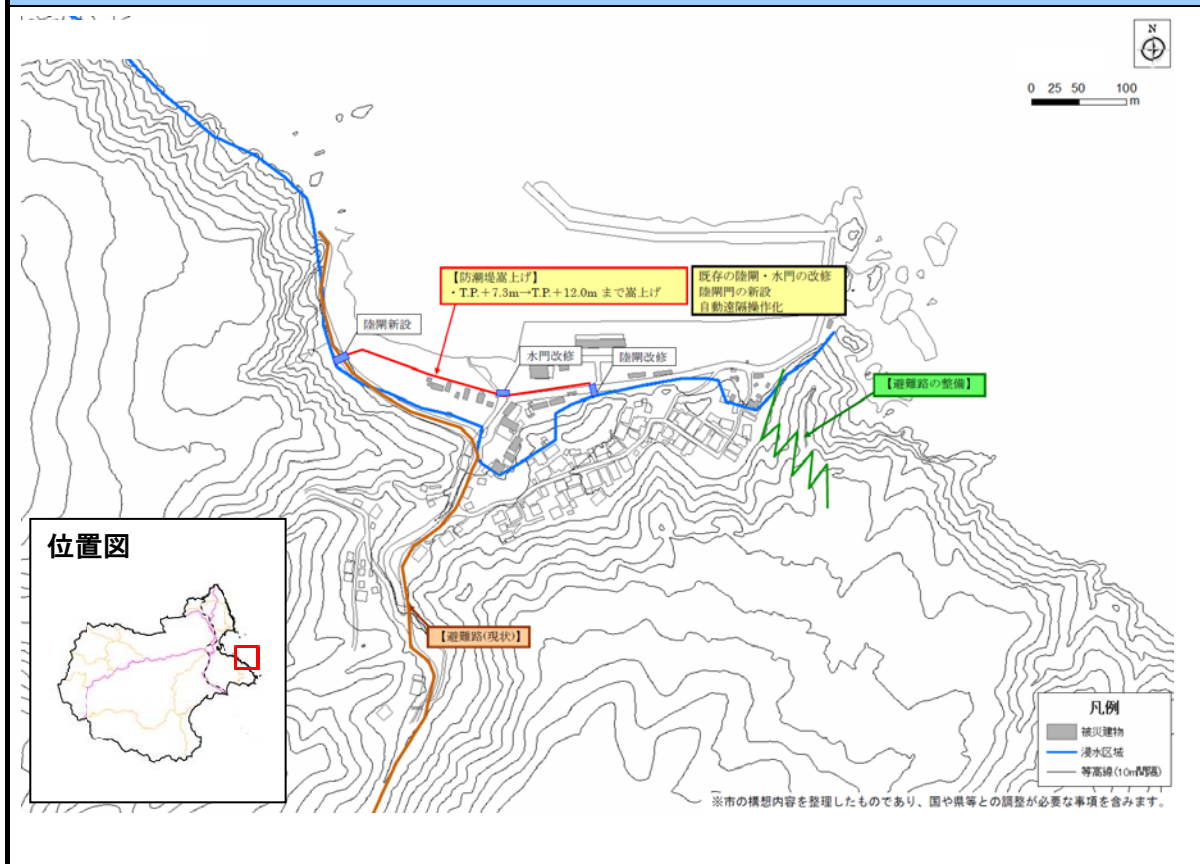 N
0 25 50 100
m
【防潮堤嵩上げ】
・T.P.+7.3m→T.P.+12.0m まで嵩上げ
既存の陸閘・水門の改修
陸閘門の新設
自動遠隔操作化
陸閘新設
水門改修
陸閘改修
【避難路の整備】
位置図
【避難路(現状)】
凡例
被災建物
浸水区域
等高線(10m間隔)
※市の構想内容を整理したものであり、国や県等との調整が必要な事項を含みます。